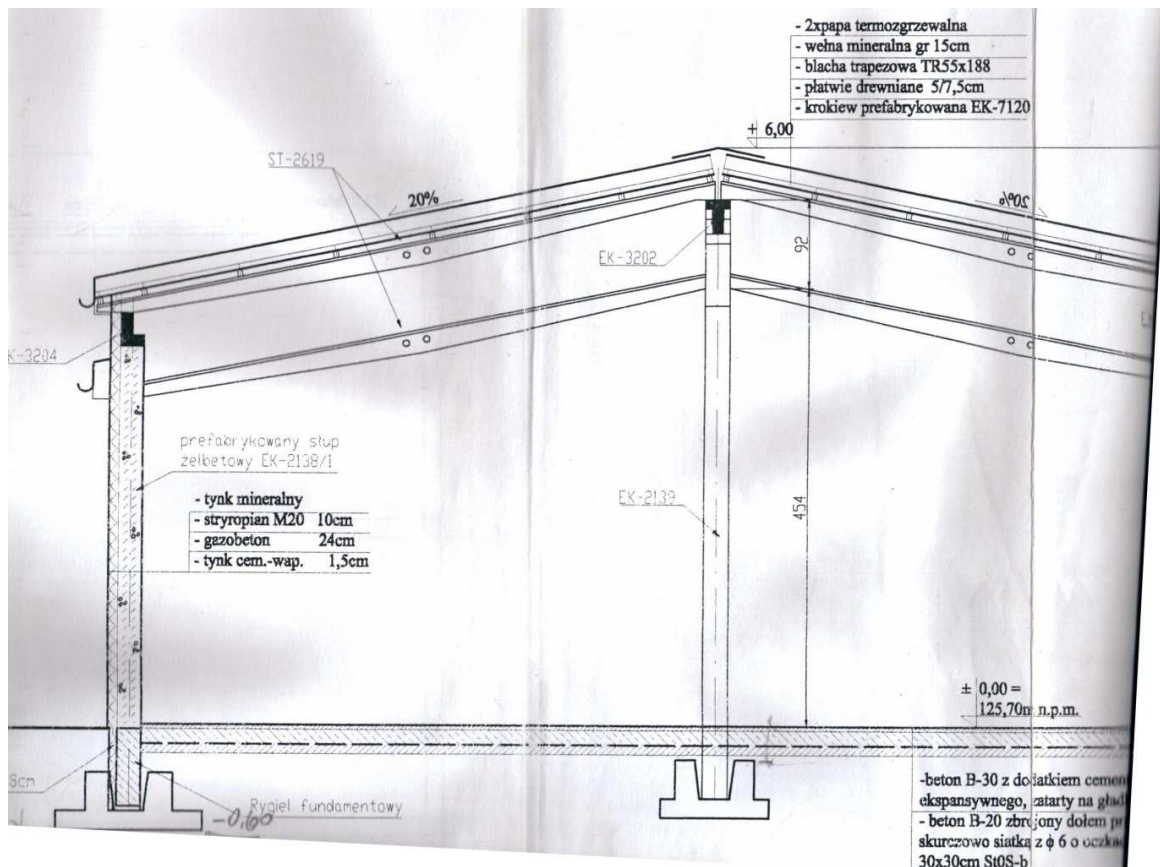 - 2xpapa termozgrzewalna
- wełna mineralna gr 15cm
- blacha trapezowa TR55x188
- płatwie drewniane 5/7,5cm
- krokiew prefabrykowana EK-7120
+ 6,00
ST-2619
20%
20%
EK-3202
92
K-3204
prefabrykowany słup
żelbetowy EK-2138/1
- tynk mineralny
- styropian M20 10cm
- gazobeton 24cm
- tynk cem.-wap. 1,5cm
EK-2139
454
± 0,00 =
125,70m n.p.m.
8cm
Rygiel fundamentowy
-0,60
-beton B-30 z dodatkiem cemen
ekspansywnego, zatarty na gład
- beton B-20 zbrojony dołem pr
skurczowo siatką z φ 6 o oczka
30x30cm St0S-b